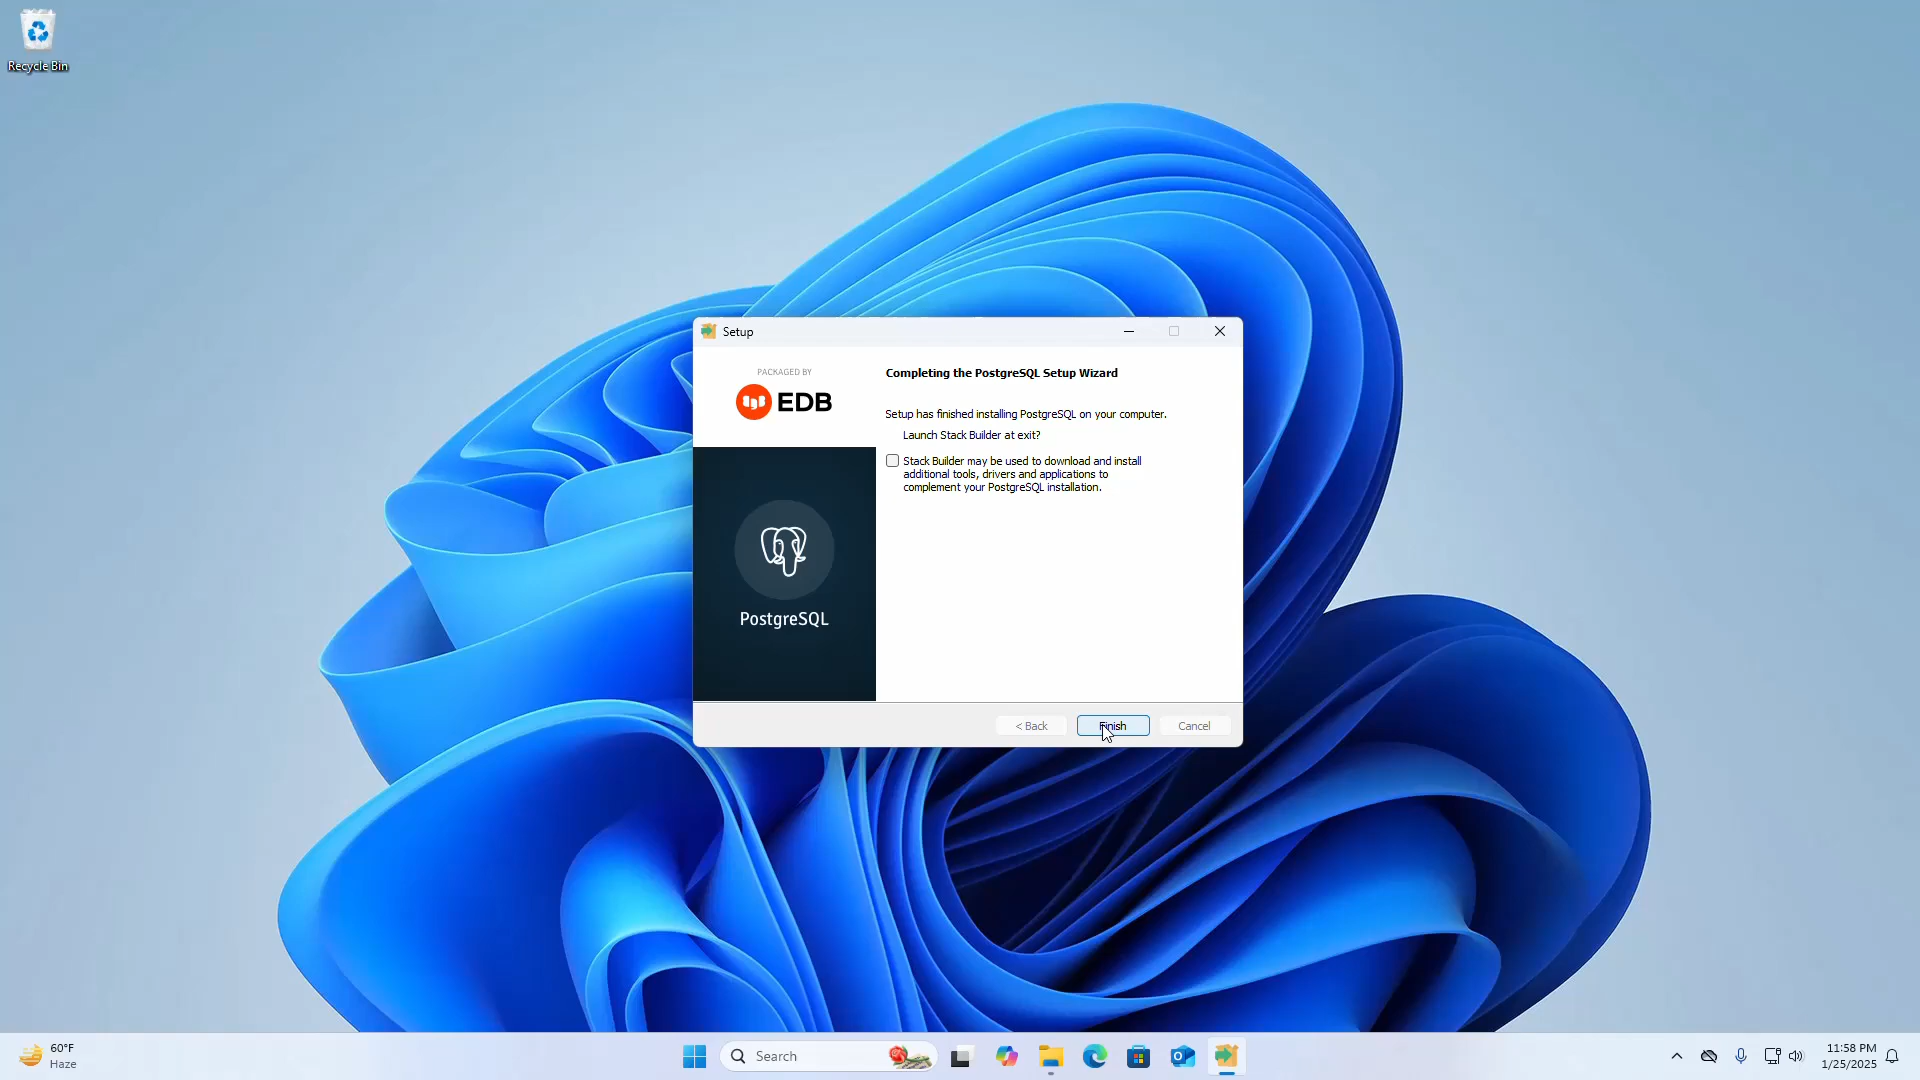 Recycle Bin
Setup
PACKAGED BY
EDB
PostgreSQL
Completing the PostgreSQL Setup Wizard
Setup has finished installing PostgreSQL on your computer.
Launch Stack Builder at exit?
Stack Builder may be used to download and install
additional tools, drivers and applications to
complement your PostgreSQL installation.
< Back
Finish
Cancel
60°F
Haze
Search
11:58 PM
1/25/2025